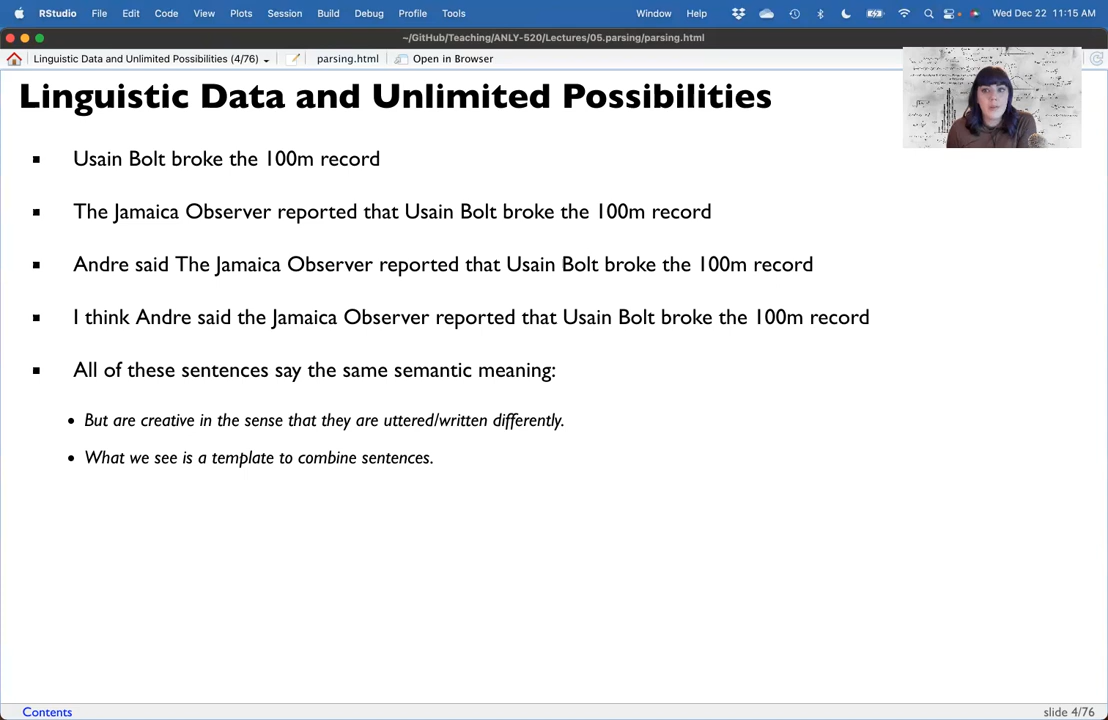 RStudio File Edit Code View Plots Session Build Debug Profile Tools Window Help Wed Dec 22 11:15 AM
~/GitHub/Teaching/ANLY-520/Lectures/05.parsing/parsing.html
Linguistic Data and Unlimited Possibilities (4/76) parsing.html Open in Browser
Linguistic Data and Unlimited Possibilities
Usain Bolt broke the 100m record
The Jamaica Observer reported that Usain Bolt broke the 100m record
Andre said The Jamaica Observer reported that Usain Bolt broke the 100m record
I think Andre said the Jamaica Observer reported that Usain Bolt broke the 100m record
All of these sentences say the same semantic meaning:
But are creative in the sense that they are uttered/written differently.
What we see is a template to combine sentences.
Contents slide 4/76